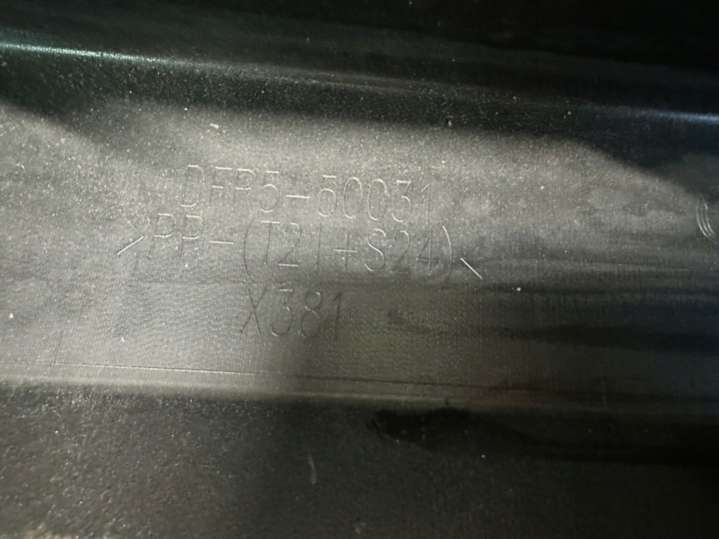 DFR5-50031
>PP-(T21+S24)<
X381